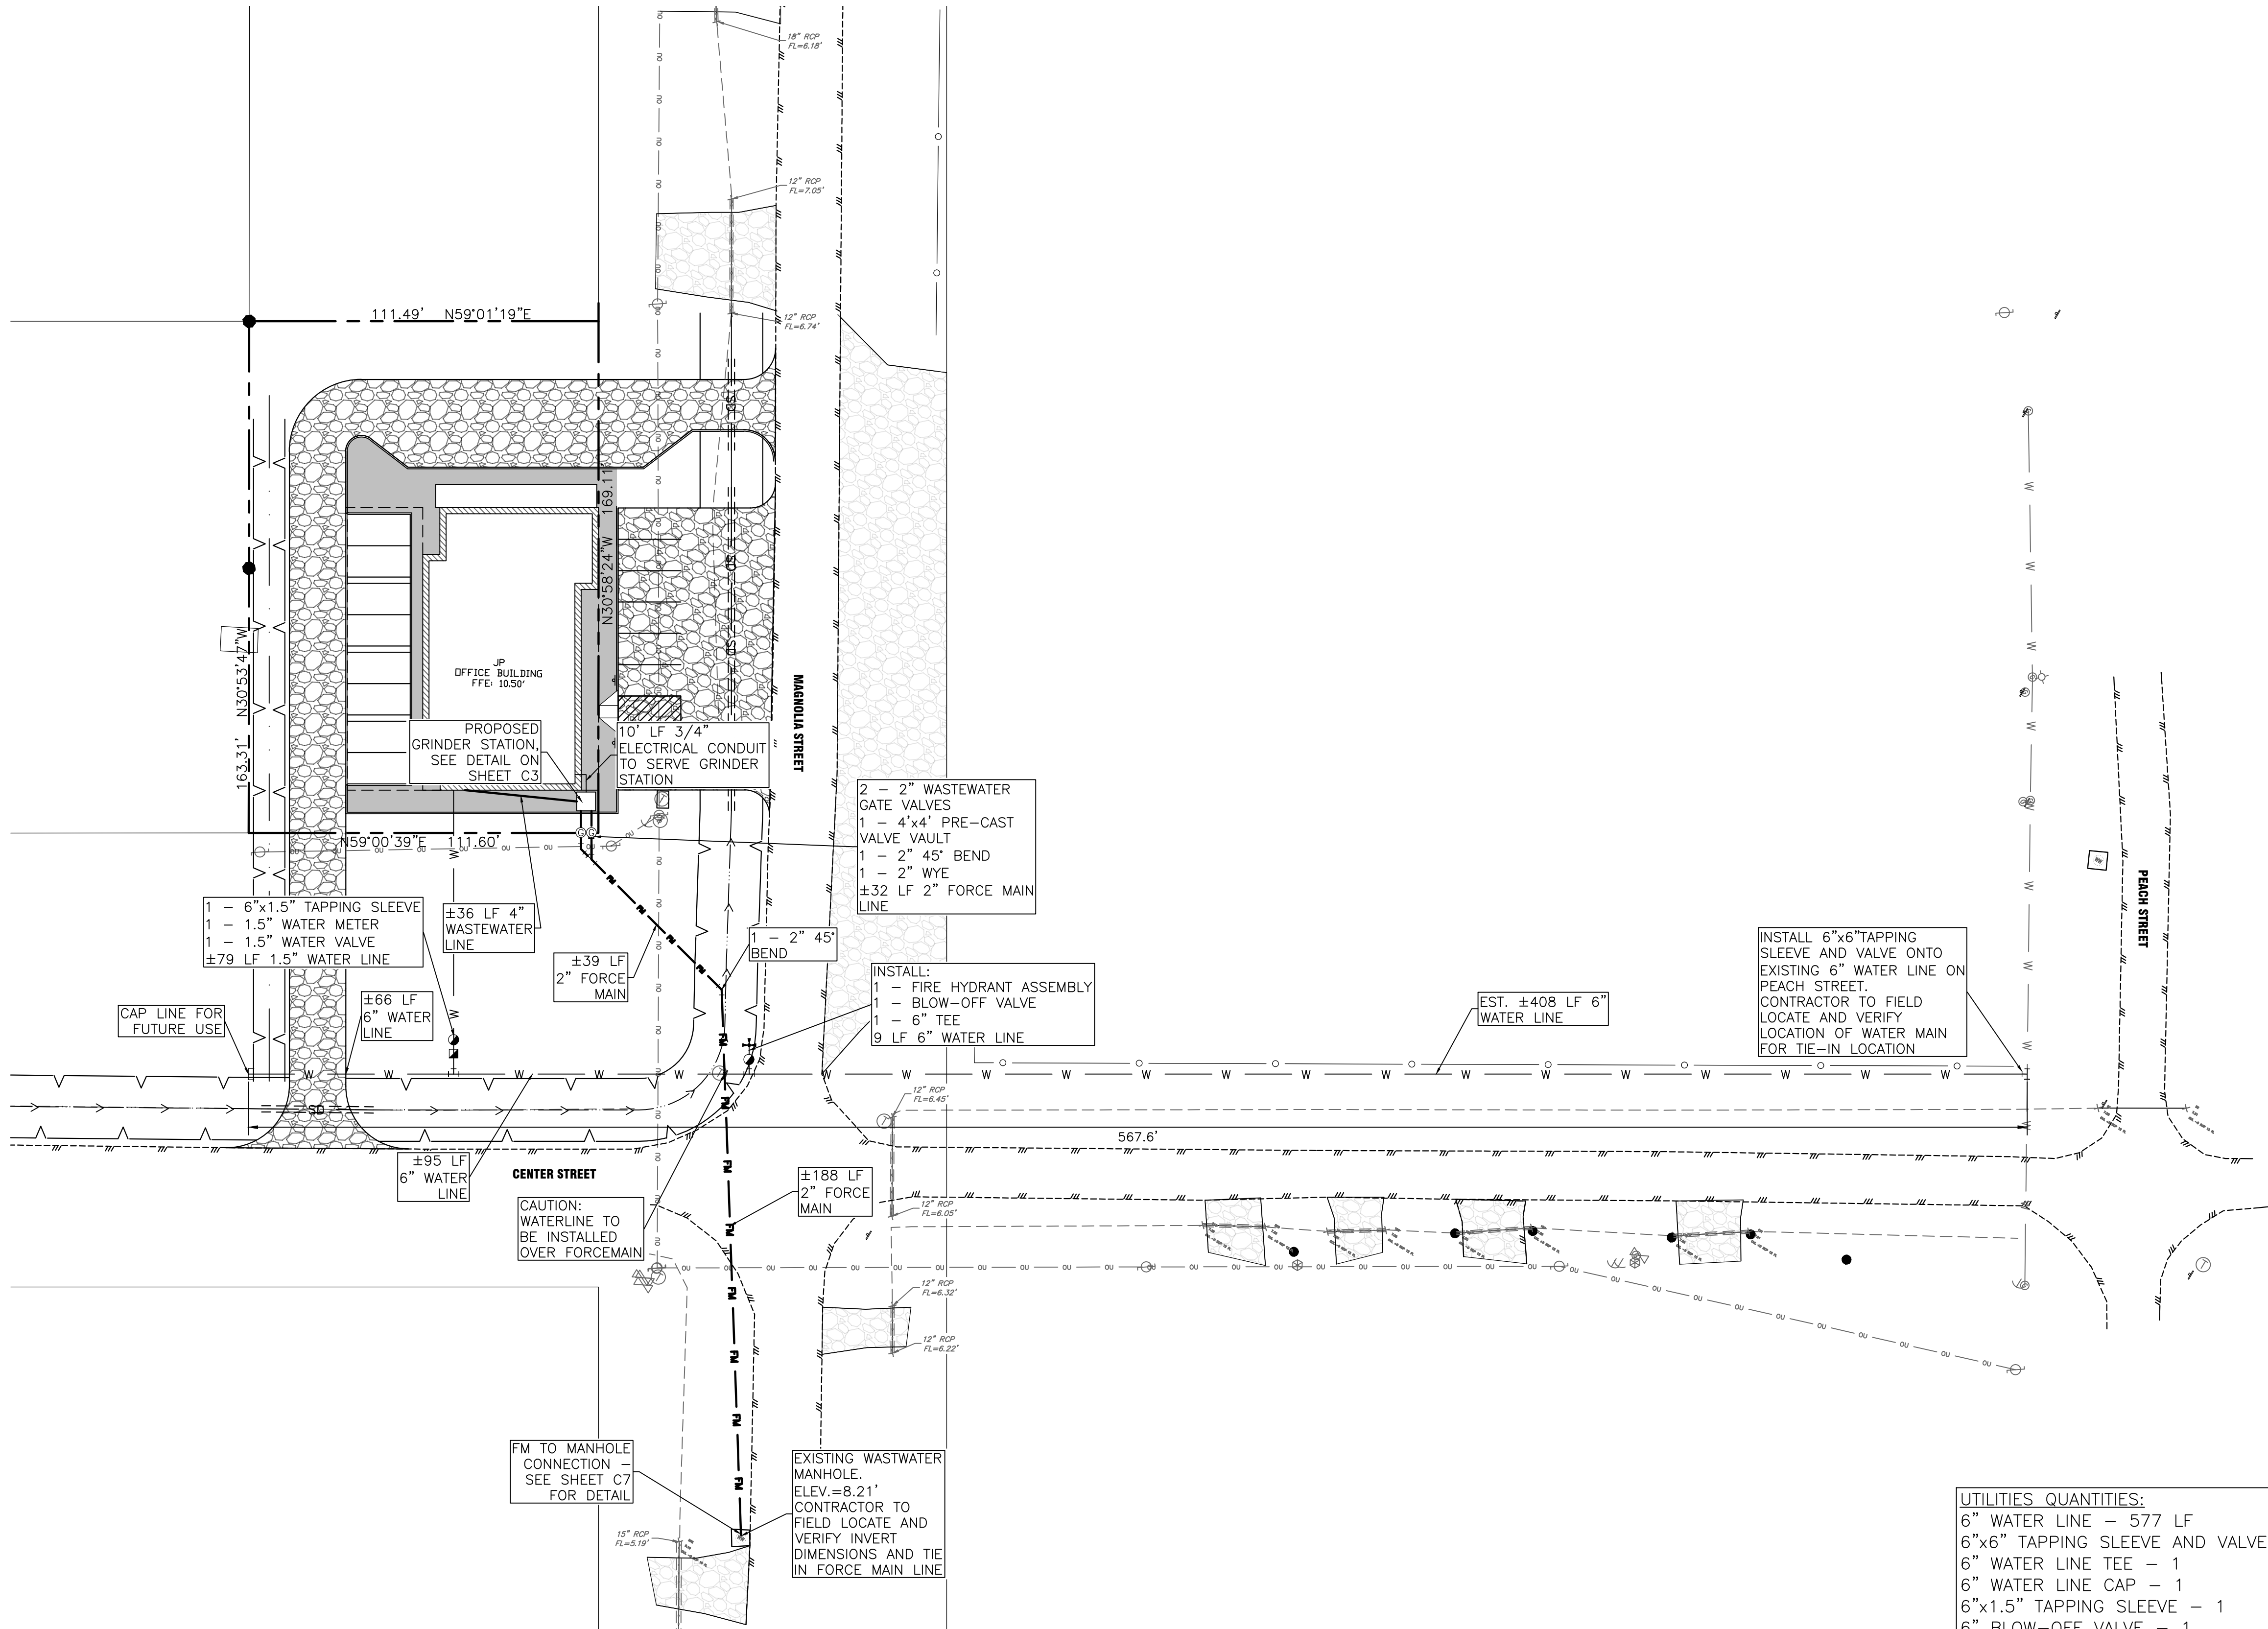 18" RCP
FL=6.18'
12" RCP
FL=7.05'
12" RCP
FL=6.74'
111.49' N59°01'19"E
N30°58'24"W 169.11'
163.31' N30°53'47"W
N59°00'39"E 111.60'
JP
OFFICE BUILDING
FFE: 10.50'
MAGNOLIA STREET
PROPOSED
GRINDER STATION,
SEE DETAIL ON
SHEET C3
10' LF 3/4"
ELECTRICAL CONDUIT
TO SERVE GRINDER
STATION
2 – 2" WASTEWATER
GATE VALVES
1 – 4'x4' PRE-CAST
VALVE VAULT
1 – 2" 45° BEND
1 – 2" WYE
±32 LF 2" FORCE MAIN
LINE
1 – 6"x1.5" TAPPING SLEEVE
1 – 1.5" WATER METER
1 – 1.5" WATER VALVE
±79 LF 1.5" WATER LINE
±36 LF 4"
WASTEWATER
LINE
±39 LF
2" FORCE
MAIN
1 – 2" 45°
BEND
INSTALL:
1 – FIRE HYDRANT ASSEMBLY
1 – BLOW-OFF VALVE
1 – 6" TEE
9 LF 6" WATER LINE
EST. ±408 LF 6"
WATER LINE
INSTALL 6"x6"TAPPING
SLEEVE AND VALVE ONTO
EXISTING 6" WATER LINE ON
PEACH STREET.
CONTRACTOR TO FIELD
LOCATE AND VERIFY
LOCATION OF WATER MAIN
FOR TIE-IN LOCATION
PEACH STREET
CAP LINE FOR
FUTURE USE
±66 LF
6" WATER
LINE
12" RCP
FL=6.45'
567.6'
±95 LF
6" WATER
LINE
CENTER STREET
CAUTION:
WATERLINE TO
BE INSTALLED
OVER FORCEMAIN
±188 LF
2" FORCE
MAIN
12" RCP
FL=6.05'
12" RCP
FL=6.32'
12" RCP
FL=6.22'
FM TO MANHOLE
CONNECTION –
SEE SHEET C7
FOR DETAIL
EXISTING WASTWATER
MANHOLE.
ELEV.=8.21'
CONTRACTOR TO
FIELD LOCATE AND
VERIFY INVERT
DIMENSIONS AND TIE
IN FORCE MAIN LINE
15" RCP
FL=5.19'
UTILITIES QUANTITIES:
6" WATER LINE – 577 LF
6"x6" TAPPING SLEEVE AND VALVE
6" WATER LINE TEE – 1
6" WATER LINE CAP – 1
6"x1.5" TAPPING SLEEVE – 1
6" BLOW-OFF VALVE – 1